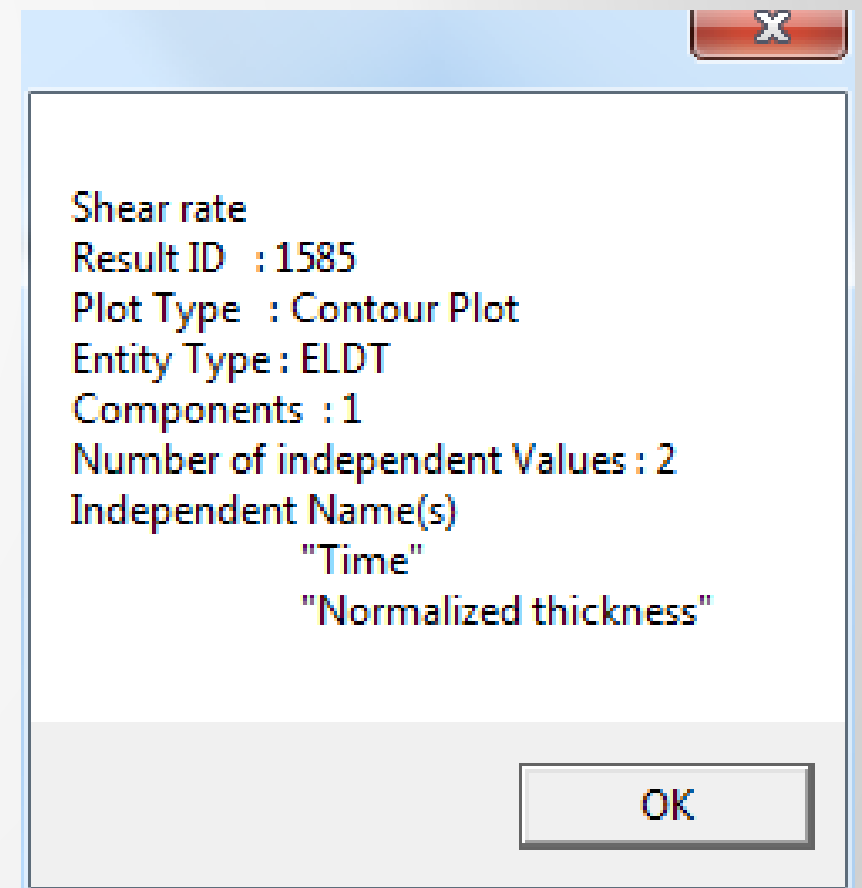 Shear rate
Result ID : 1585
Plot Type : Contour Plot
Entity Type : ELDT
Components : 1
Number of independent Values : 2
Independent Name(s)
"Time"
"Normalized thickness"
OK